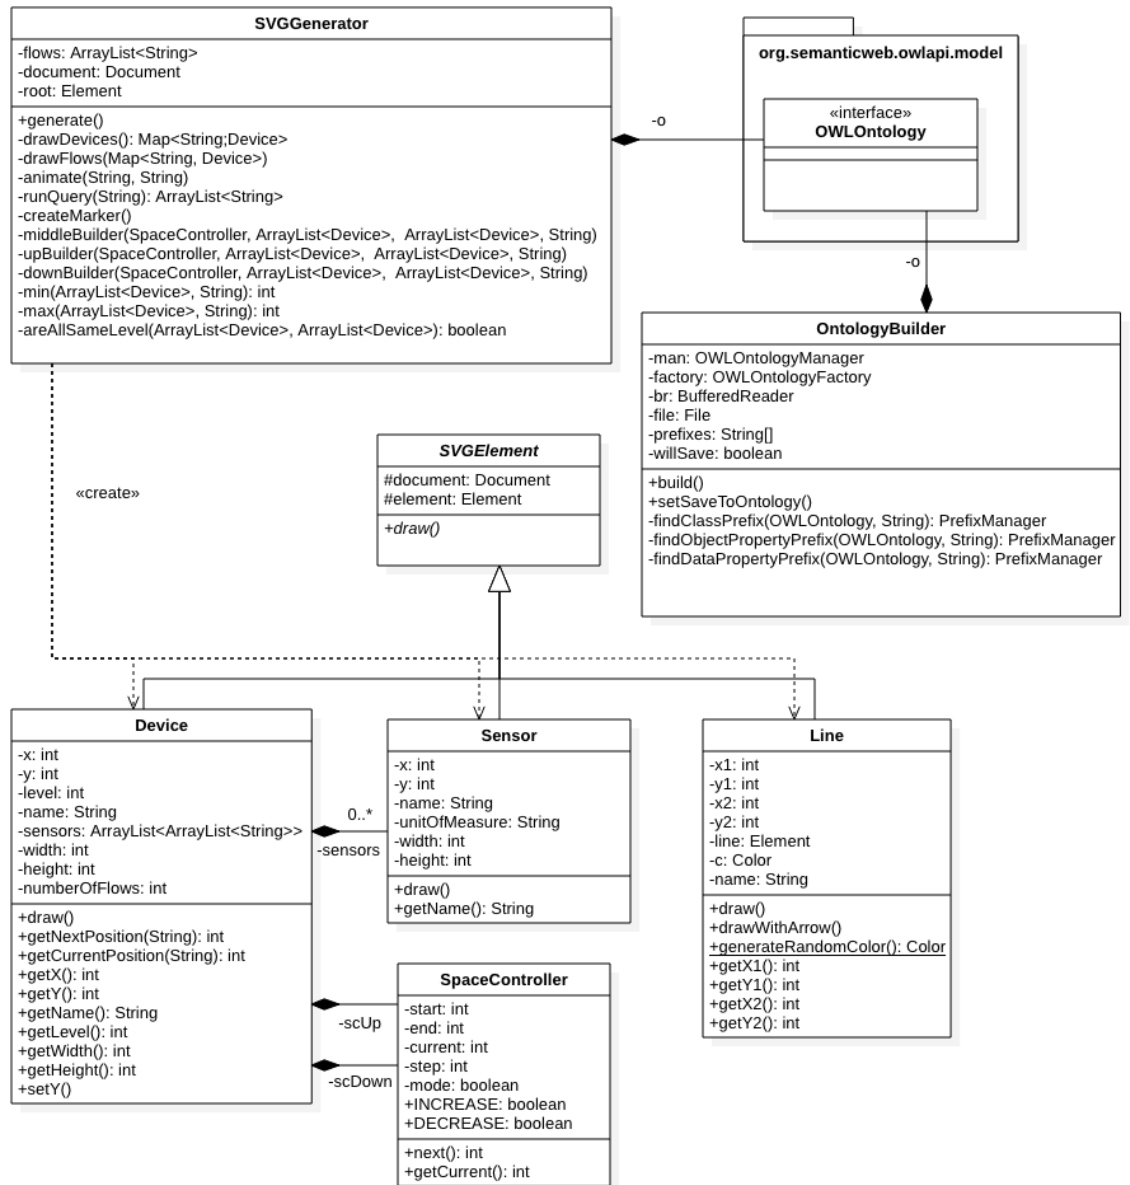 SVGGenerator
-flows: ArrayList<String>
-document: Document
-root: Element
+generate()
-drawDevices(): Map<String;Device>
-drawFlows(Map<String, Device>)
-animate(String, String)
-runQuery(String): ArrayList<String>
-createMarker()
-middleBuilder(SpaceController, ArrayList<Device>, ArrayList<Device>, String)
-upBuilder(SpaceController, ArrayList<Device>, ArrayList<Device>, String)
-downBuilder(SpaceController, ArrayList<Device>, ArrayList<Device>, String)
-min(ArrayList<Device>, String): int
-max(ArrayList<Device>, String): int
-areAllSameLevel(ArrayList<Device>, ArrayList<Device>): boolean
-o
org.semanticweb.owlapi.model
«interface»
OWLOntology
-o
OntologyBuilder
-man: OWLOntologyManager
-factory: OWLOntologyFactory
-br: BufferedReader
-file: File
-prefixes: String[]
-willSave: boolean
+build()
+setSaveToOntology()
-findClassPrefix(OWLOntology, String): PrefixManager
-findObjectPropertyPrefix(OWLOntology, String): PrefixManager
-findDataPropertyPrefix(OWLOntology, String): PrefixManager
«create»
SVGElement
#document: Document
#element: Element
+draw()
Device
-x: int
-y: int
-level: int
-name: String
-sensors: ArrayList<ArrayList<String>>
-width: int
-height: int
-numberOfFlows: int
+draw()
+getNextPosition(String): int
+getCurrentPosition(String): int
+getX(): int
+getY(): int
+getName(): String
+getLevel(): int
+getWidth(): int
+getHeight(): int
+setY()
0..*
-sensors
Sensor
-x: int
-y: int
-name: String
-unitOfMeasure: String
-width: int
-height: int
+draw()
+getName(): String
-scUp
-scDown
SpaceController
-start: int
-end: int
-current: int
-step: int
-mode: boolean
+INCREASE: boolean
+DECREASE: boolean
+next(): int
+getCurrent(): int
Line
-x1: int
-y1: int
-x2: int
-y2: int
-line: Element
-c: Color
-name: String
+draw()
+drawWithArrow()
+generateRandomColor(): Color
+getX1(): int
+getY1(): int
+getX2(): int
+getY2(): int